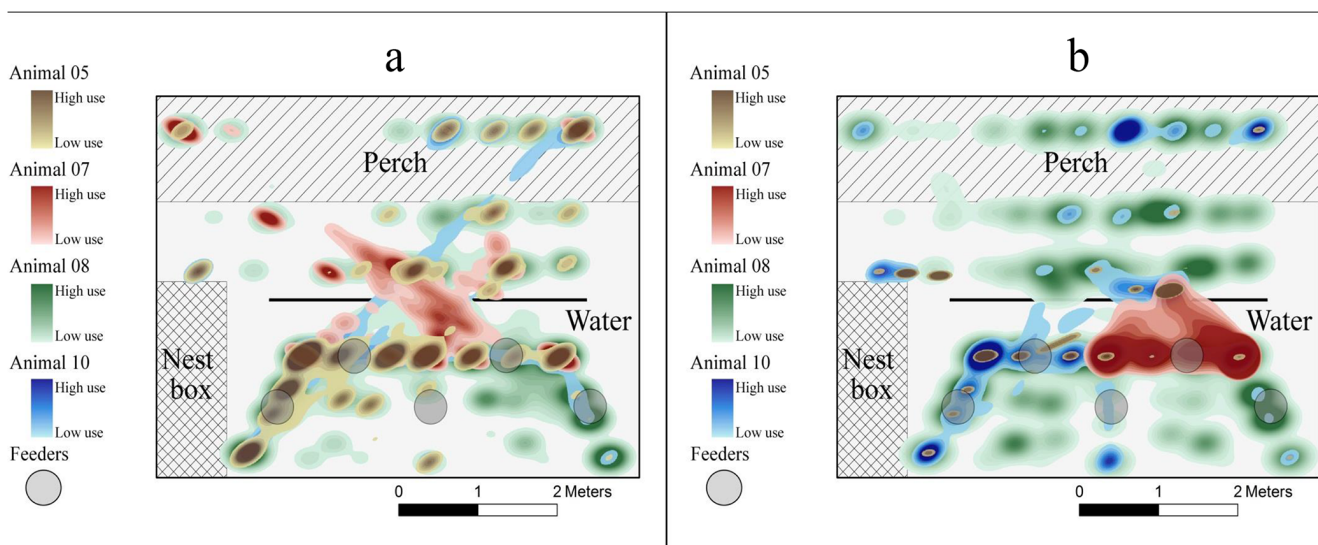 a
Animal 05
High use
Low use
Animal 07
High use
Low use
Animal 08
High use
Low use
Animal 10
High use
Low use
Feeders
Perch
Water
Nest
box
0 1 2 Meters
b
Animal 05
High use
Low use
Animal 07
High use
Low use
Animal 08
High use
Low use
Animal 10
High use
Low use
Feeders
Perch
Water
Nest
box
0 1 2 Meters